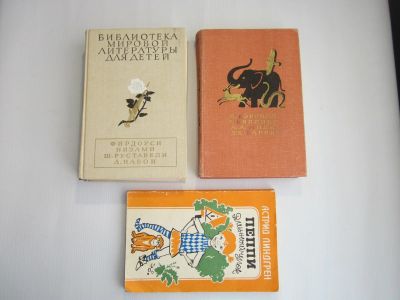 БИБЛИОТЕКА
МИРОВОЙ
ЛИТЕРАТУРЫ
ДЛЯ ДЕТЕЙ
ФИРДОУСИ
НИЗАМИ
Ш. РУСТАВЕЛИ
А. НАВОИ
АСТРИД ЛИНДГРЕН
ПЕППИ
Длинныйчулок